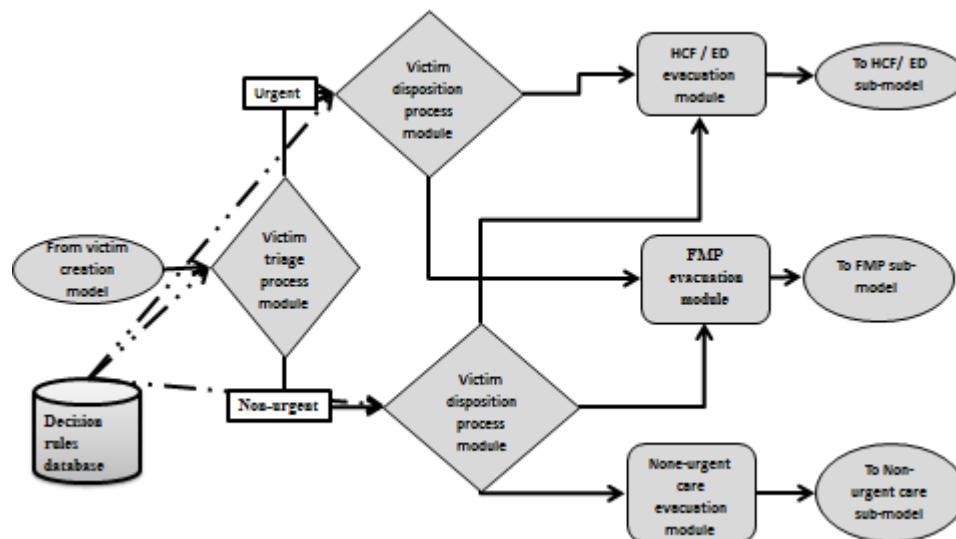 Urgent
Victim
disposition
process
module
HCF / ED
evacuation
module
To HCF/ ED
sub-model
From victim
creation
model
Victim
triage
process
module
FMP
evacuation
module
To FMP sub-
model
Decision
rules
database
Non-urgent
Victim
disposition
process
module
None-urgent
care
evacuation
module
To Non-
urgent care
sub-model